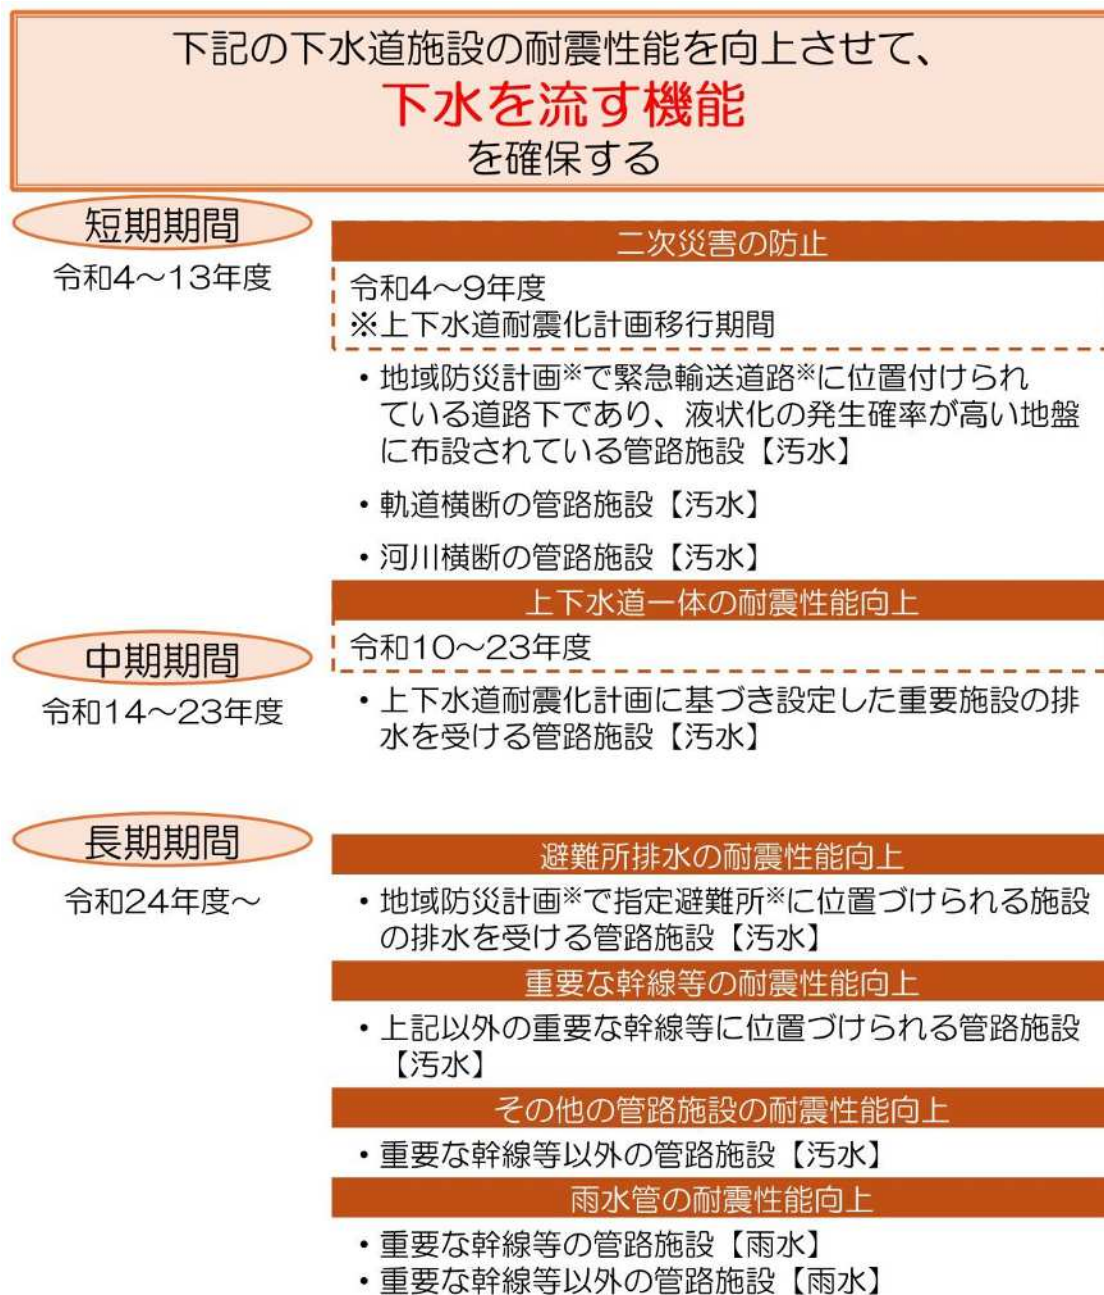 下記の下水道施設の耐震性能を向上させて、
下水を流す機能
を確保する
短期期間
令和4～13年度
二次災害の防止
令和4～9年度
※上下水道耐震化計画移行期間
・地域防災計画※で緊急輸送道路※に位置付けられ
ている道路下であり、液状化の発生確率が高い地盤
に布設されている管路施設【汚水】
・軌道横断の管路施設【汚水】
・河川横断の管路施設【汚水】
上下水道一体の耐震性能向上
中期期間
令和14～23年度
令和10～23年度
・上下水道耐震化計画に基づき設定した重要施設の排
水を受ける管路施設【汚水】
長期期間
令和24年度～
避難所排水の耐震性能向上
・地域防災計画※で指定避難所※に位置づけられる施設
の排水を受ける管路施設【汚水】
重要な幹線等の耐震性能向上
・上記以外の重要な幹線等に位置づけられる管路施設
【汚水】
その他の管路施設の耐震性能向上
・重要な幹線等以外の管路施設【汚水】
雨水管の耐震性能向上
・重要な幹線等の管路施設【雨水】
・重要な幹線等以外の管路施設【雨水】